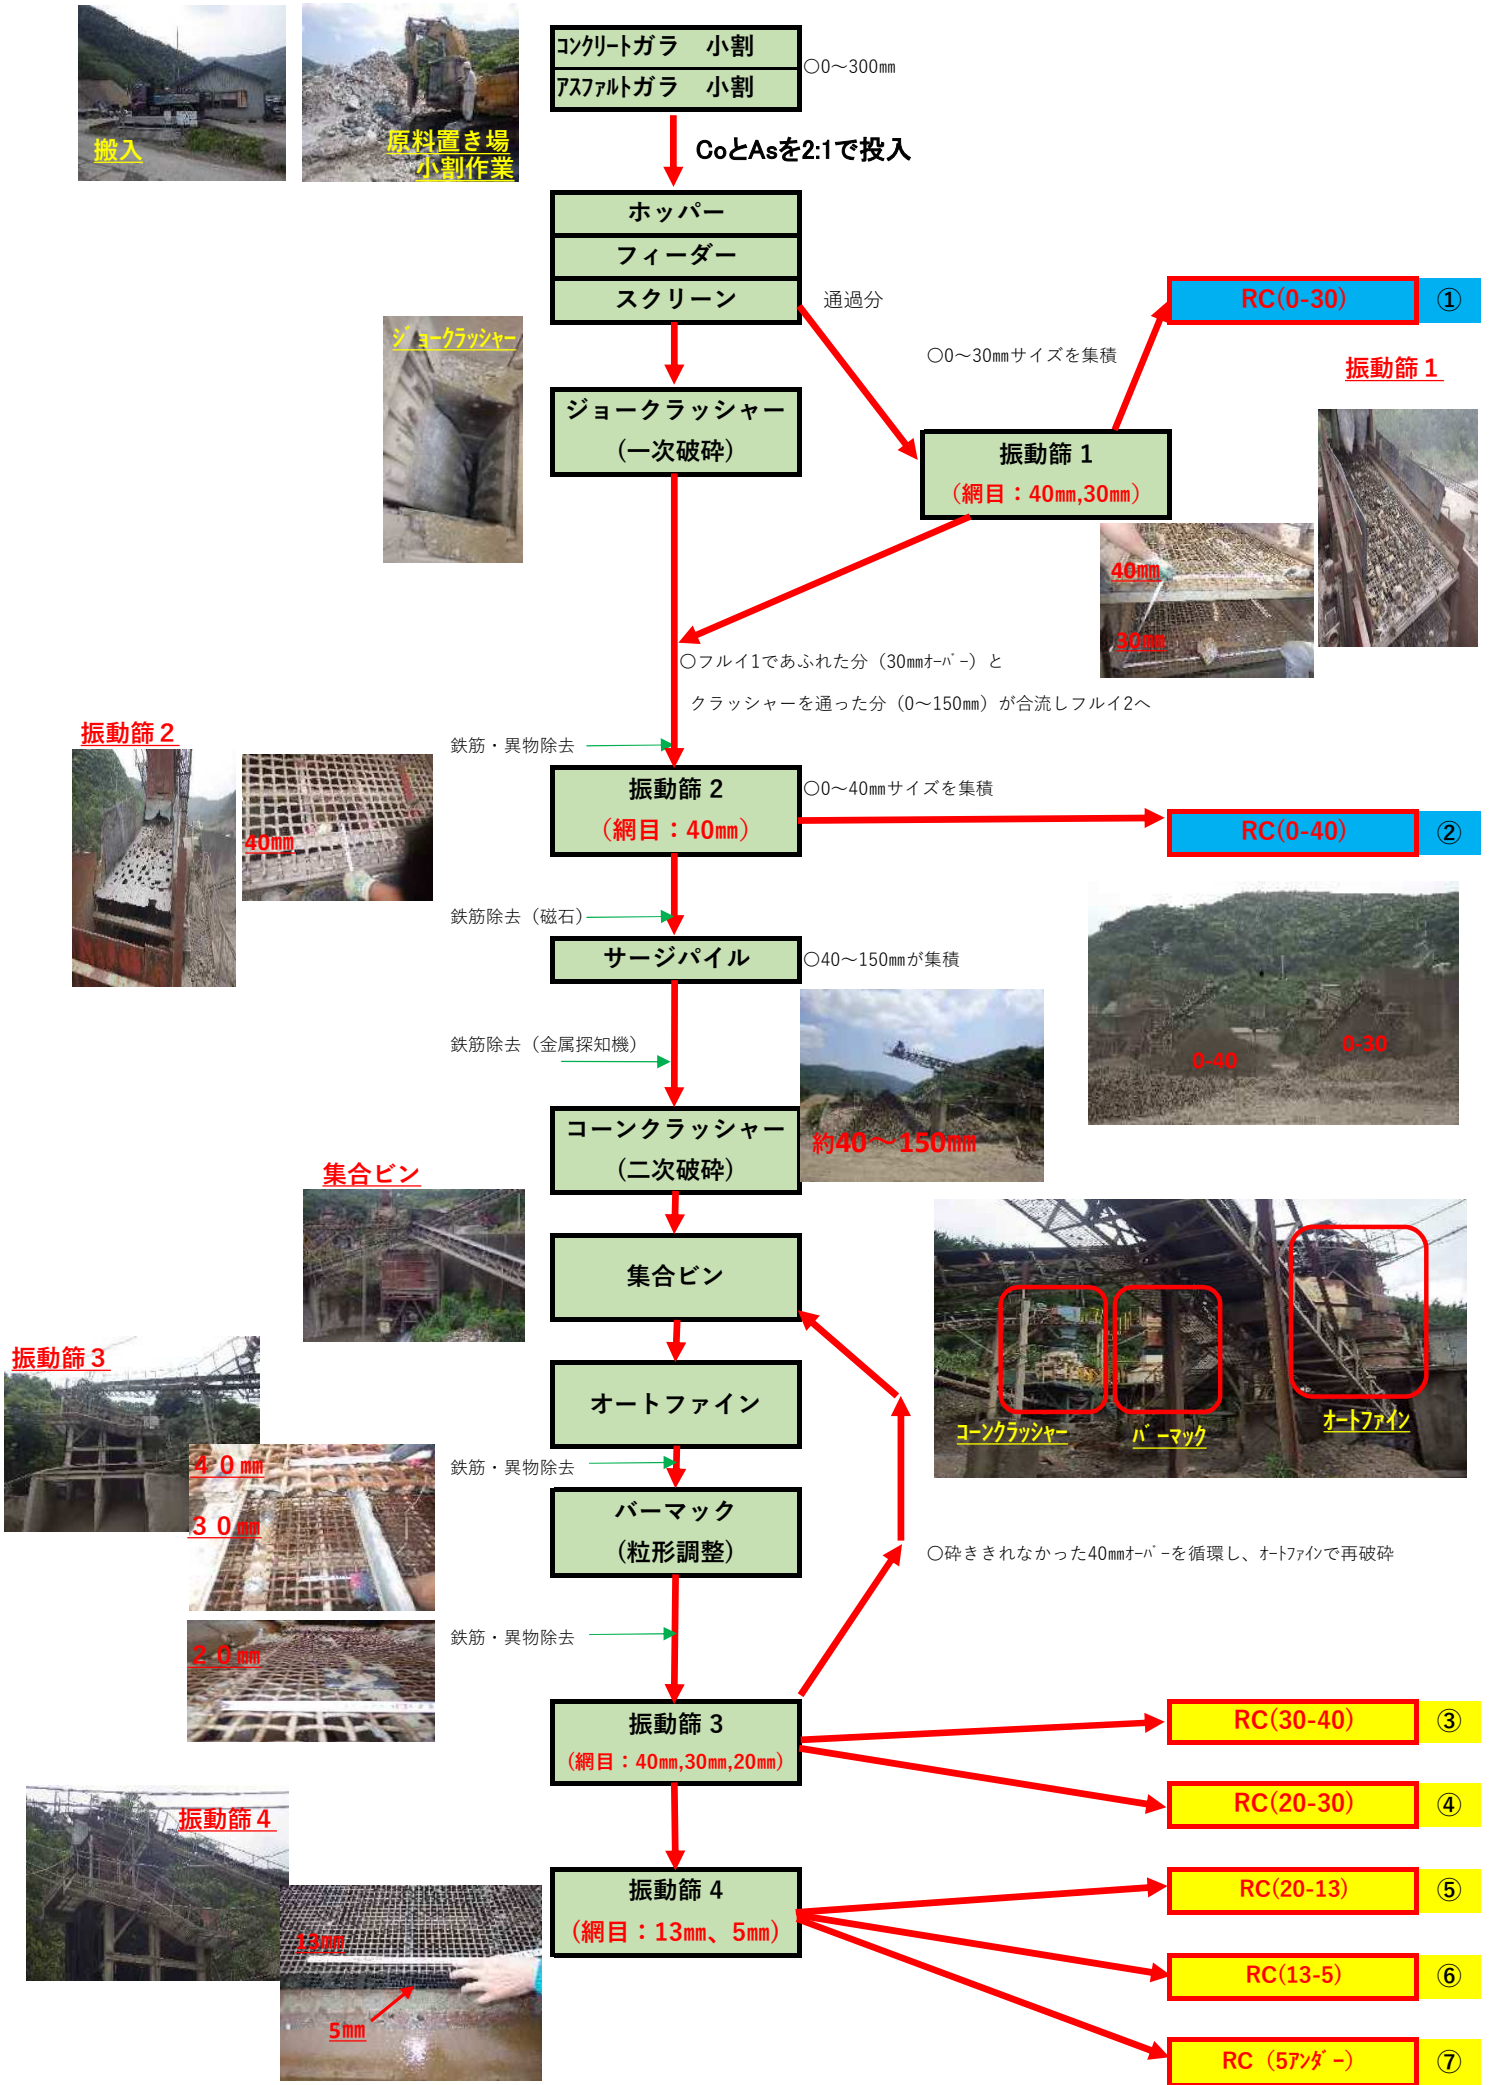 搬入
原料置き場
小割作業
コンクリートガラ　小割
アスファルトガラ　小割
〇0～300㎜
CoとAsを2:1で投入
ホッパー
フィーダー
スクリーン
通過分
RC(0-30)
①
〇0～30㎜サイズを集積
振動篩１
ジョークラッシャー
ジョークラッシャー
(一次破砕)
振動篩１
（網目：40㎜,30㎜）
40㎜
30㎜
〇フルイ1であふれた分（30㎜オーバー）と
クラッシャーを通った分（0～150㎜）が合流しフルイ2へ
振動篩２
鉄筋・異物除去
40㎜
振動篩２
（網目：40㎜）
〇0～40㎜サイズを集積
RC(0-40)
②
鉄筋除去（磁石）
サージパイル
〇40～150㎜が集積
0-40
0-30
鉄筋除去（金属探知機）
コーンクラッシャー
(二次破砕)
約40～150㎜
集合ビン
集合ビン
コーンクラッシャー
バーマック
オートファイン
振動篩３
オートファイン
４０㎜
３０㎜
鉄筋・異物除去
バーマック
(粒形調整)
〇砕ききれなかった40㎜オーバーを循環し、オートファインで再破砕
２０㎜
鉄筋・異物除去
振動篩３
(網目：40㎜,30㎜,20㎜)
RC(30-40)
③
RC(20-30)
④
振動篩４
振動篩４
（網目：13㎜、5㎜）
13㎜
5㎜
RC(20-13)
⑤
RC(13-5)
⑥
RC（5アンダー）
⑦